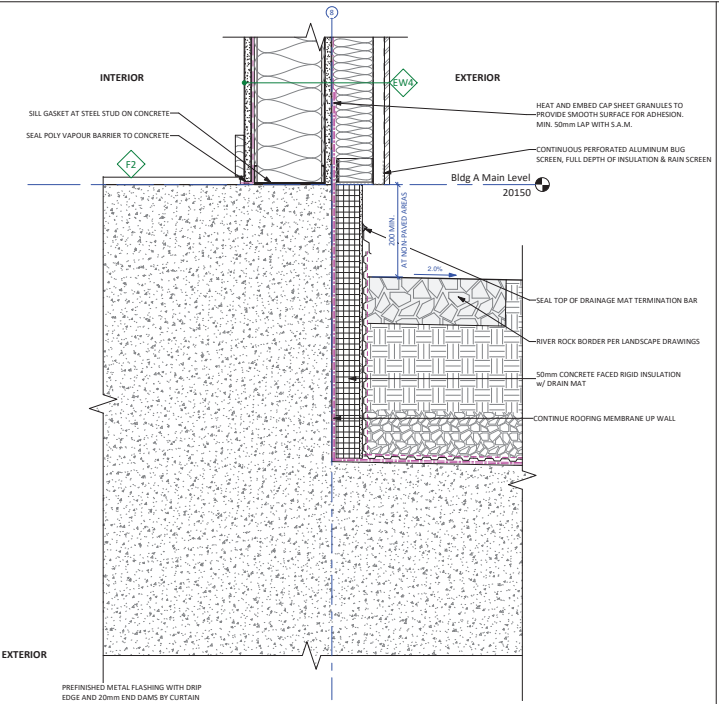 8
INTERIOR
EXTERIOR
EW4
SILL GASKET AT STEEL STUD ON CONCRETE
SEAL POLY VAPOUR BARRIER TO CONCRETE
F2
HEAT AND EMBED CAP SHEET GRANULES TO
PROVIDE SMOOTH SURFACE FOR ADHESION.
MIN. 50mm LAP WITH S.A.M.
CONTINUOUS PERFORATED ALUMINUM BUG
SCREEN, FULL DEPTH OF INSULATION & RAIN SCREEN
Bldg A Main Level
20150
200 MIN.
AT NON-PAVED AREAS
2.0%
SEAL TOP OF DRAINAGE MAT TERMINATION BAR
RIVER ROCK BORDER PER LANDSCAPE DRAWINGS
50mm CONCRETE FACED RIGID INSULATION
w/ DRAIN MAT
CONTINUE ROOFING MEMBRANE UP WALL
EXTERIOR
PREFINISHED METAL FLASHING WITH DRIP
EDGE AND 20mm END DAMS BY CURTAIN